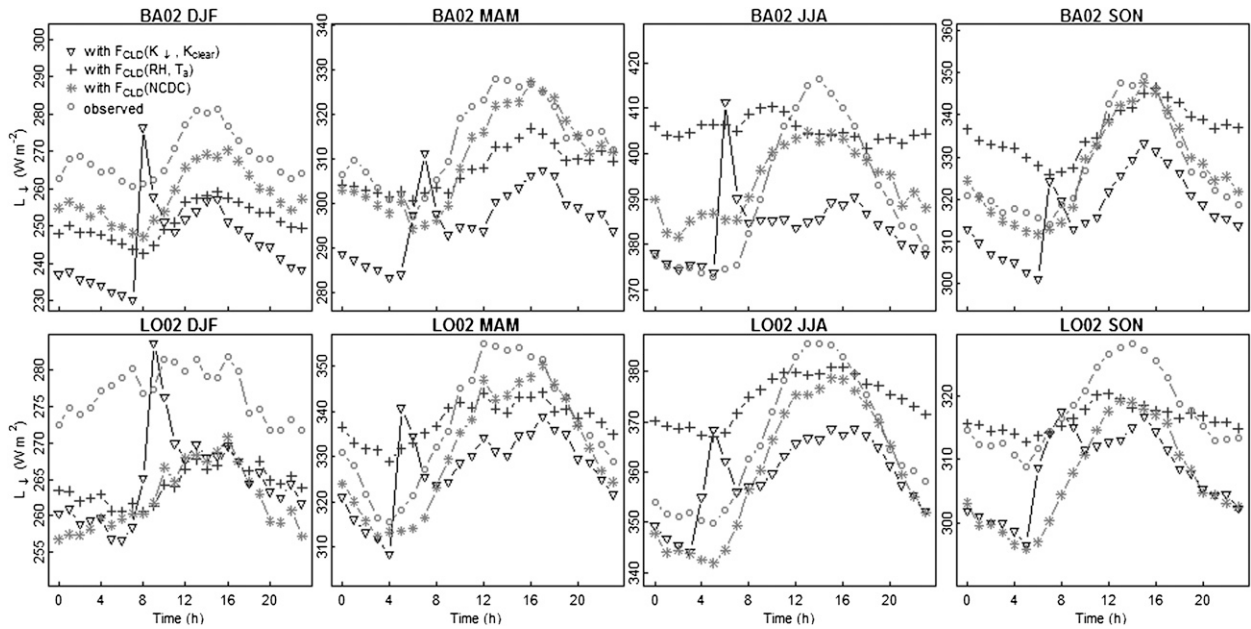 BA02 DJF
BA02 MAM
BA02 JJA
BA02 SON
with F_CLD(K ↓ , K_clear)
with F_CLD(RH, T_a)
with F_CLD(NCDC)
observed
L ↓ (W m⁻²)
300
290
280
270
260
250
240
230
340
330
320
310
300
290
280
420
410
400
390
380
370
360
350
340
330
320
310
300
LO02 DJF
LO02 MAM
LO02 JJA
LO02 SON
L ↓ (W m⁻²)
280
275
270
265
260
255
350
340
330
320
310
380
370
360
350
340
320
310
300
0 4 8 12 16 20
0 4 8 12 16 20
0 4 8 12 16 20
0 4 8 12 16 20
Time (h)
Time (h)
Time (h)
Time (h)